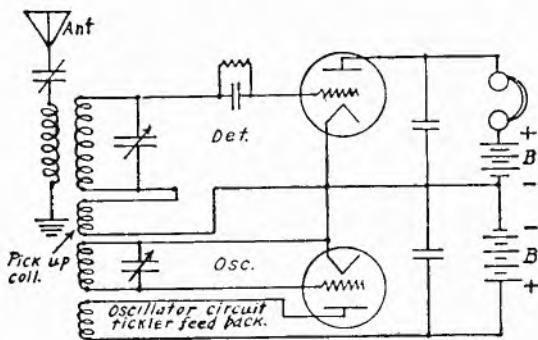 Ant
Det.
+
B
-
Pick up
coil.
Osc.
-
B
+
Oscillator circuit
tickler feed back.